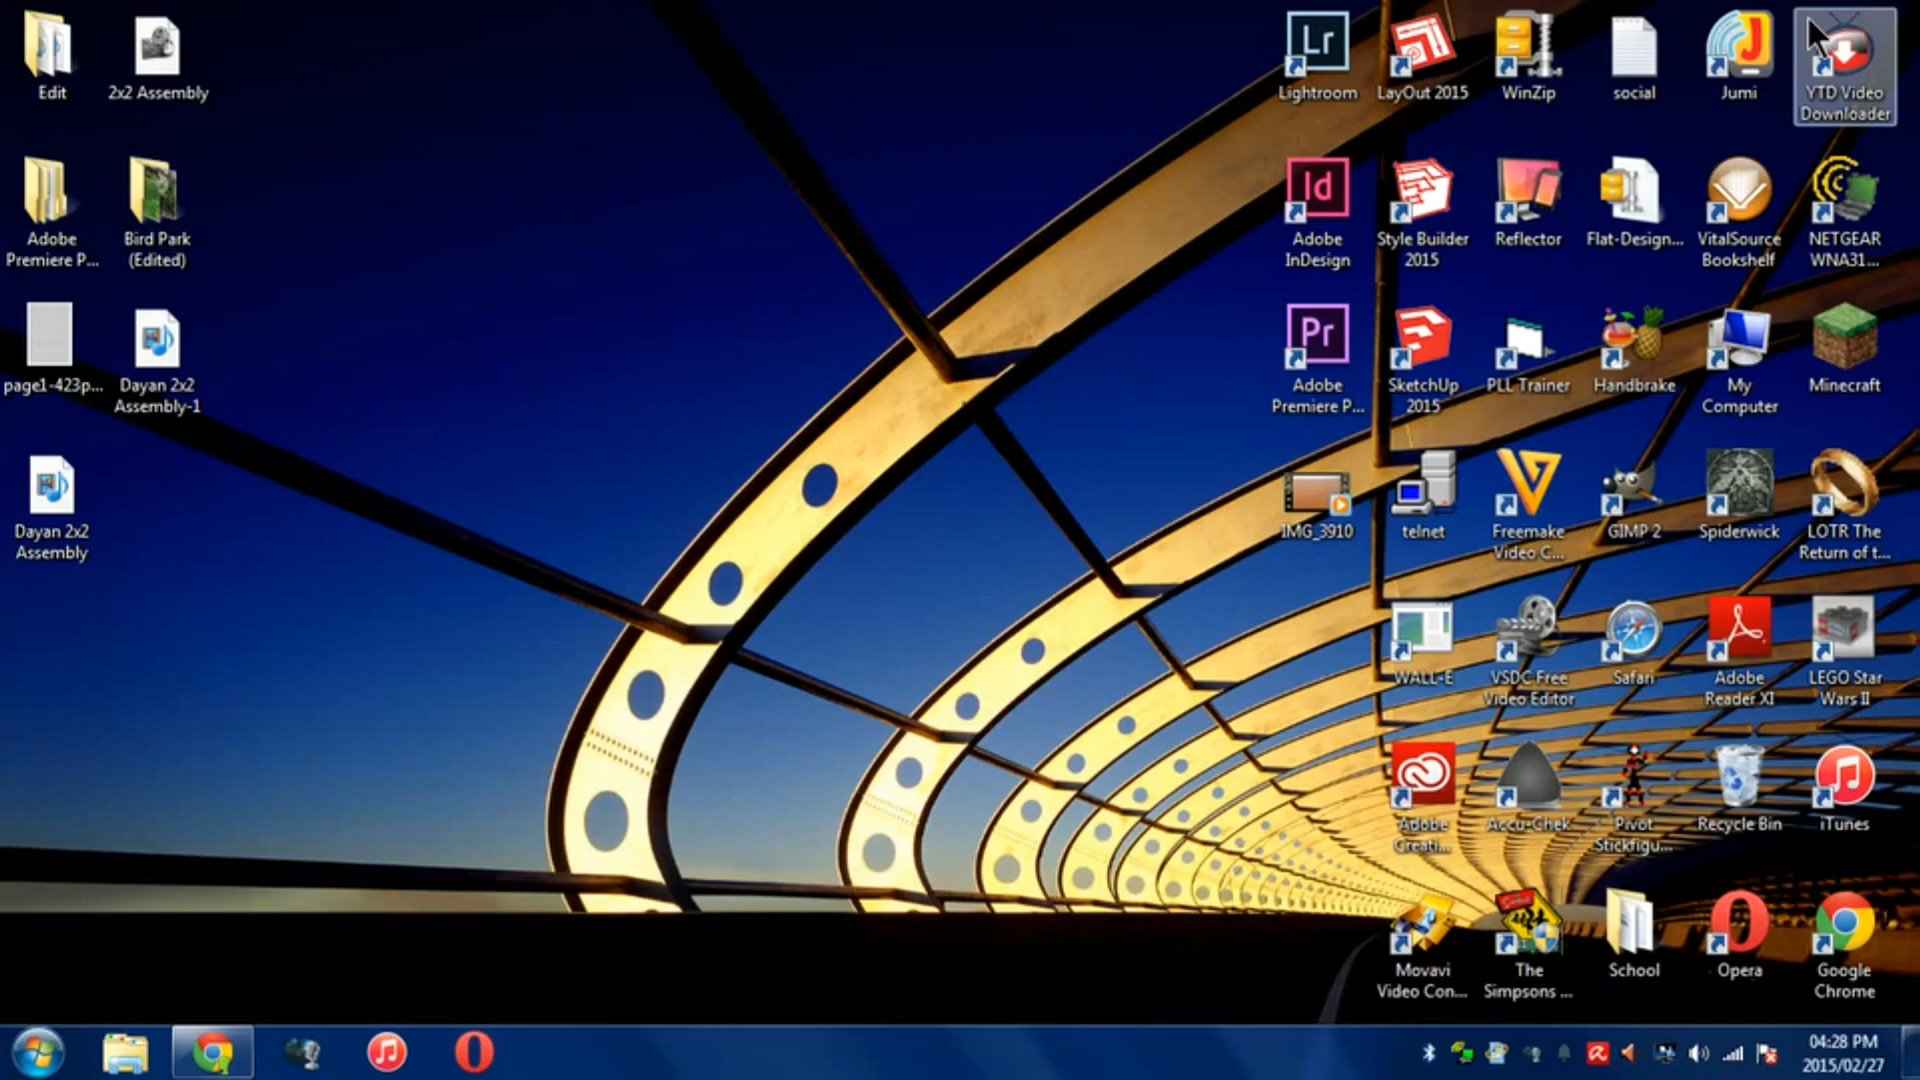 Edit
2x2 Assembly
Lr
Lightroom
LayOut 2015
WinZip
social
J
Jumi
YTD Video
Downloader
Adobe
Premiere P...
Bird Park
(Edited)
Id
Adobe
InDesign
Style Builder
2015
Reflector
Flat-Design...
VitalSource
Bookshelf
NETGEAR
WNA31...
page1-423p...
Dayan 2x2
Assembly-1
Pr
Adobe
Premiere P...
SketchUp
2015
PLL Trainer
Handbrake
My
Computer
Minecraft
Dayan 2x2
Assembly
IMG_3910
telnet
Freemake
Video C...
GIMP 2
Spiderwick
LOTR The
Return of t...
WALL-E
VSDC Free
Video Editor
Safari
Adobe
Reader XI
LEGO Star
Wars II
Adobe
Creati...
Accu-Chek
Pivot
Stickfigu...
Recycle Bin
iTunes
Movavi
Video Con...
The
Simpsons ...
School
Opera
Google
Chrome
04:28 PM
2015/02/27